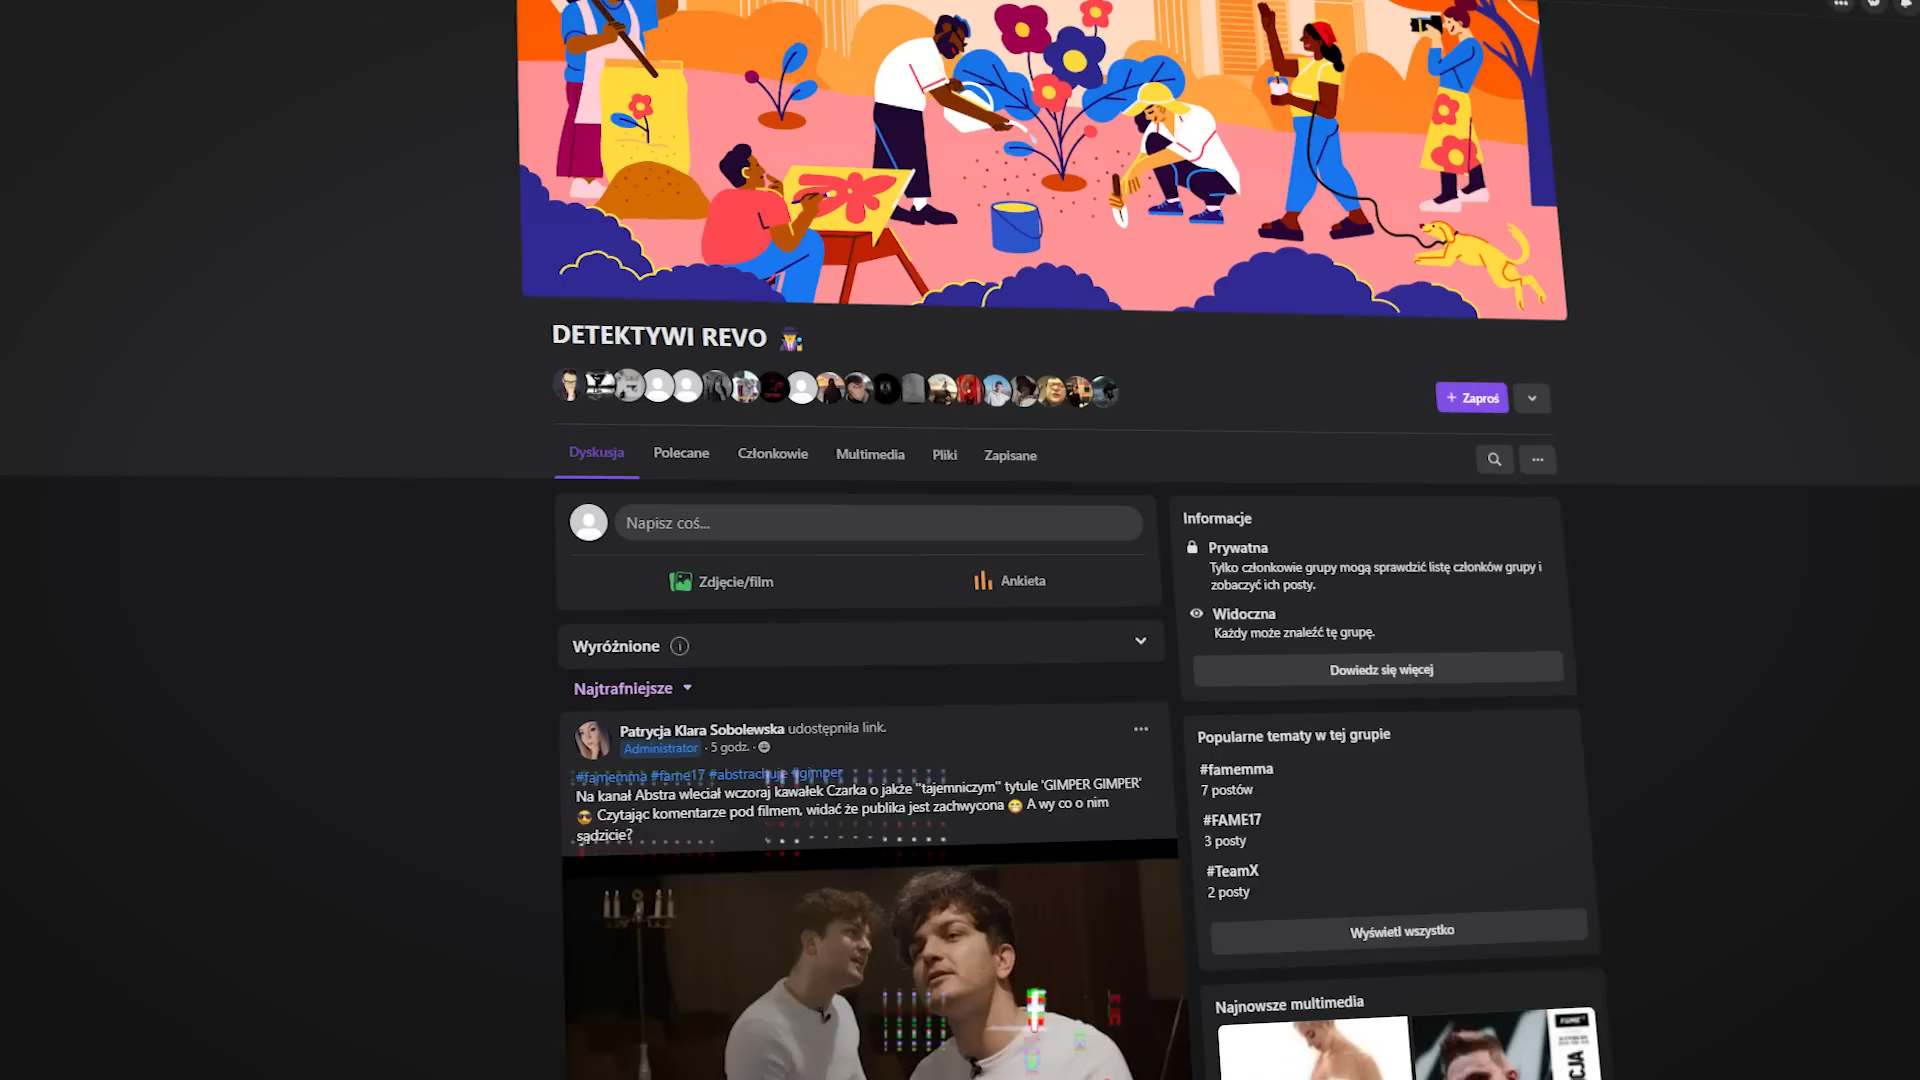 DETEKTYWI REVO
+ Zaproś
Dyskusja
Polecane
Członkowie
Multimedia
Pliki
Zapisane
Napisz coś...
Zdjęcie/film
Ankieta
Wyróżnione
Najtrafniejsze
Patrycja Klara Sobolewska udostępniła link.
Administrator · 5 godz. ·
#famemma #fame17 #abstrachuje #gimper
Na kanał Abstra wleciał wczoraj kawałek Czarka o jakże "tajemniczym" tytule 'GIMPER GIMPER'
😎 Czytając komentarze pod filmem, widać że publika jest zachwycona 😁 A wy co o nim
sądzicie?
Informacje
Prywatna
Tylko członkowie grupy mogą sprawdzić listę członków grupy i
zobaczyć ich posty.
Widoczna
Każdy może znaleźć tę grupę.
Dowiedz się więcej
Popularne tematy w tej grupie
#famemma
7 postów
#FAME17
3 posty
#TeamX
2 posty
Wyświetl wszystko
Najnowsze multimedia